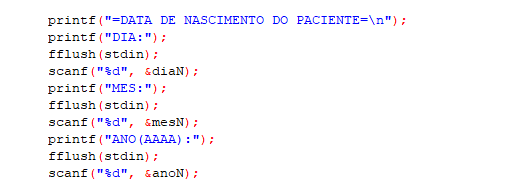 printf("=DATA DE NASCIMENTO DO PACIENTE=\n");
printf("DIA:");
fflush(stdin);
scanf("%d", &diaN);
printf("MES:");
fflush(stdin);
scanf("%d", &mesN);
printf("ANO(AAAA):");
fflush(stdin);
scanf("%d", &anoN);